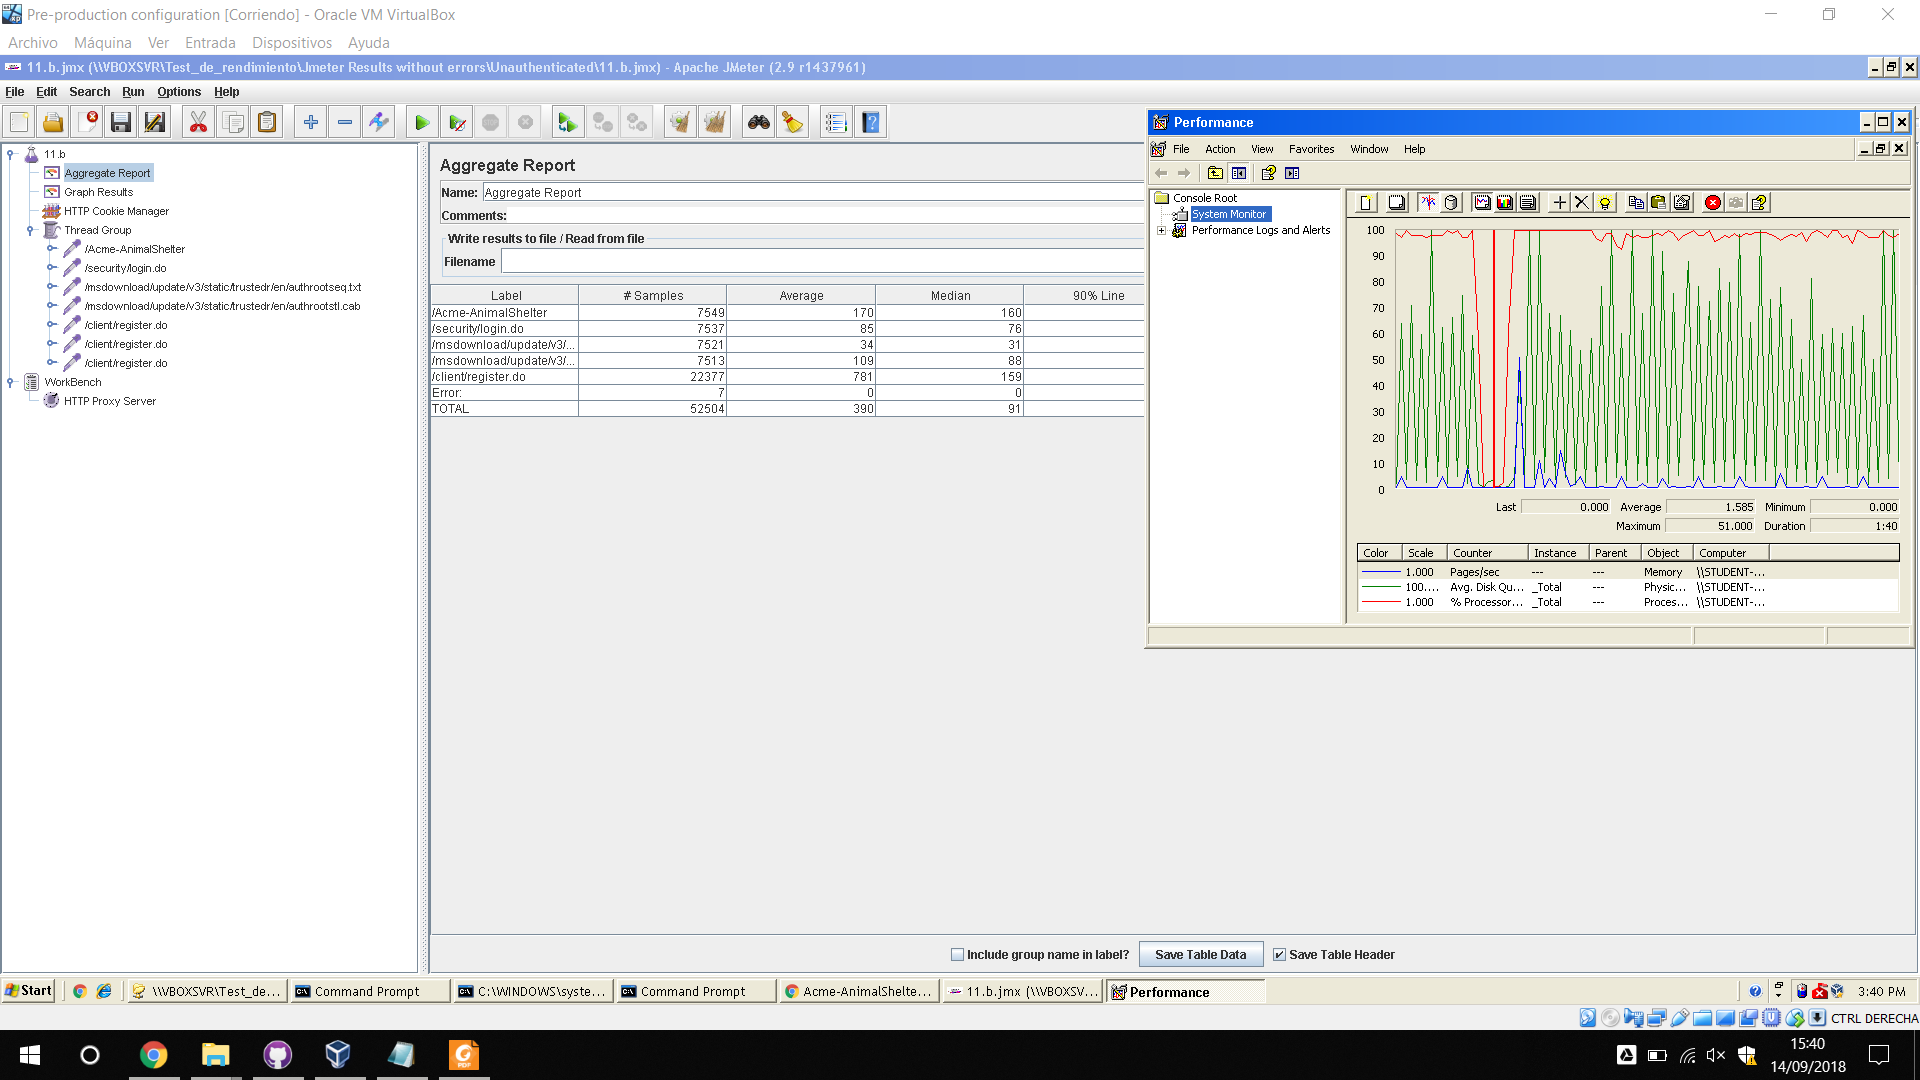 Pre-production configuration [Corriendo] - Oracle VM VirtualBox
Archivo Máquina Ver Entrada Dispositivos Ayuda
11.b.jmx (\\VBOXSVR\Test_de_rendimiento\Jmeter Results without errors\Unauthenticated\11.b.jmx) - Apache JMeter (2.9 r1437961)
File Edit Search Run Options Help
11.b
Aggregate Report
Graph Results
HTTP Cookie Manager
Thread Group
/Acme-AnimalShelter
/security/login.do
/msdownload/update/v3/static/trustedr/en/authrootseq.txt
/msdownload/update/v3/static/trustedr/en/authrootstl.cab
/client/register.do
/client/register.do
/client/register.do
WorkBench
HTTP Proxy Server
Aggregate Report
Name: Aggregate Report
Comments:
Write results to file / Read from file
Filename
Label # Samples Average Median 90% Line
/Acme-AnimalShelter 7549 170 160
/security/login.do 7537 85 76
/msdownload/update/v3/... 7521 34 31
/msdownload/update/v3/... 7513 109 88
/client/register.do 22377 781 159
Error: 7 0 0
TOTAL 52504 390 91
Include group name in label? Save Table Data Save Table Header
Performance
File Action View Favorites Window Help
Console Root
System Monitor
Performance Logs and Alerts
100
90
80
70
60
50
40
30
20
10
0
Last 0.000 Average 1.585 Minimum 0.000
Maximum 51.000 Duration 1:40
Color Scale Counter Instance Parent Object Computer
1.000 Pages/sec --- --- Memory \\STUDENT-...
100.... Avg. Disk Qu... _Total --- Physic... \\STUDENT-...
1.000 % Processor... _Total --- Proces... \\STUDENT-...
Start \\VBOXSVR\Test_de... Command Prompt C:\WINDOWS\syste... Command Prompt Acme-AnimalShelte... 11.b.jmx (\\VBOXSV... Performance 3:40 PM
CTRL DERECHA
PDF
15:40
14/09/2018